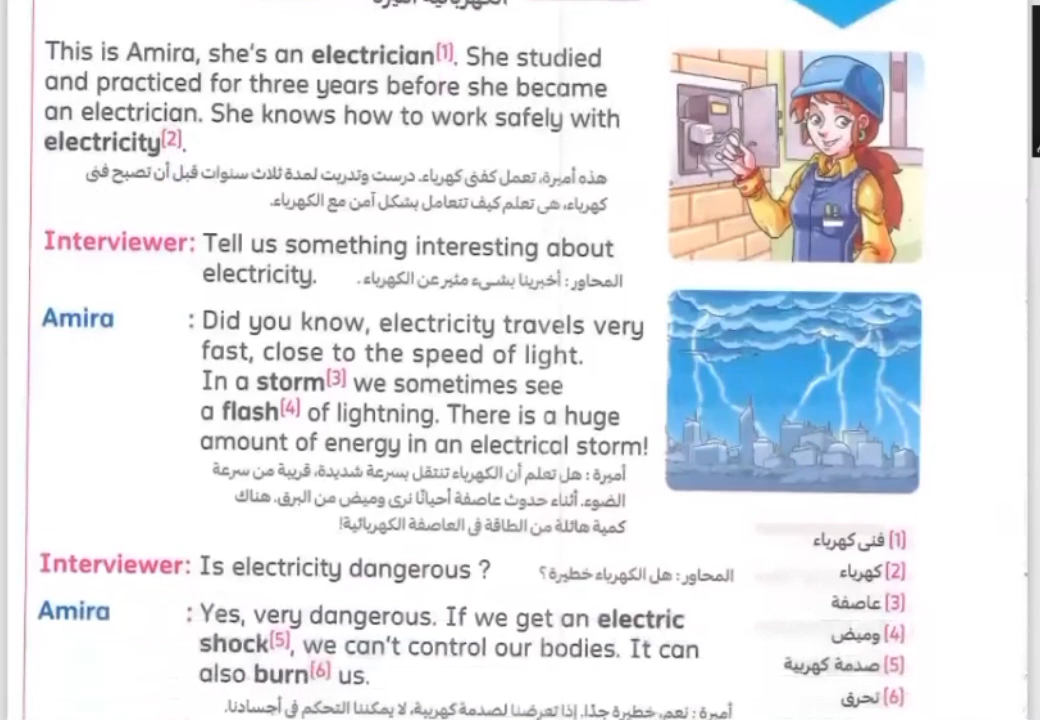 This is Amira, she's an electrician[1]. She studied
and practiced for three years before she became
an electrician. She knows how to work safely with
electricity[2].
هذه أميرة، تعمل كفنى كهرباء. درست وتدربت لمدة ثلاث سنوات قبل أن تصبح فنى
كهرباء، هى تعلم كيف تتعامل بشكل آمن مع الكهرباء.
Interviewer: Tell us something interesting about
electricity. المحاور : أخبرينا بشىء مثير عن الكهرباء .
Amira : Did you know, electricity travels very
fast, close to the speed of light.
In a storm[3] we sometimes see
a flash[4] of lightning. There is a huge
amount of energy in an electrical storm!
أميرة : هل تعلم أن الكهرباء تنتقل بسرعة شديدة، قريبة من سرعة
الضوء. أثناء حدوث عاصفة أحيانًا نرى وميض من البرق. هناك
كمية هائلة من الطاقة فى العاصفة الكهربائية!
Interviewer: Is electricity dangerous ? المحاور : هل الكهرباء خطيرة؟
Amira : Yes, very dangerous. If we get an electric
shock[5], we can't control our bodies. It can
also burn[6] us.
أميرة : نعم، خطيرة جدًا. إذا تعرضنا لصدمة كهربية، لا يمكننا التحكم فى أجسادنا.
[1] فنى كهرباء
[2] كهرباء
[3] عاصفة
[4] وميض
[5] صدمة كهربية
[6] تحرق